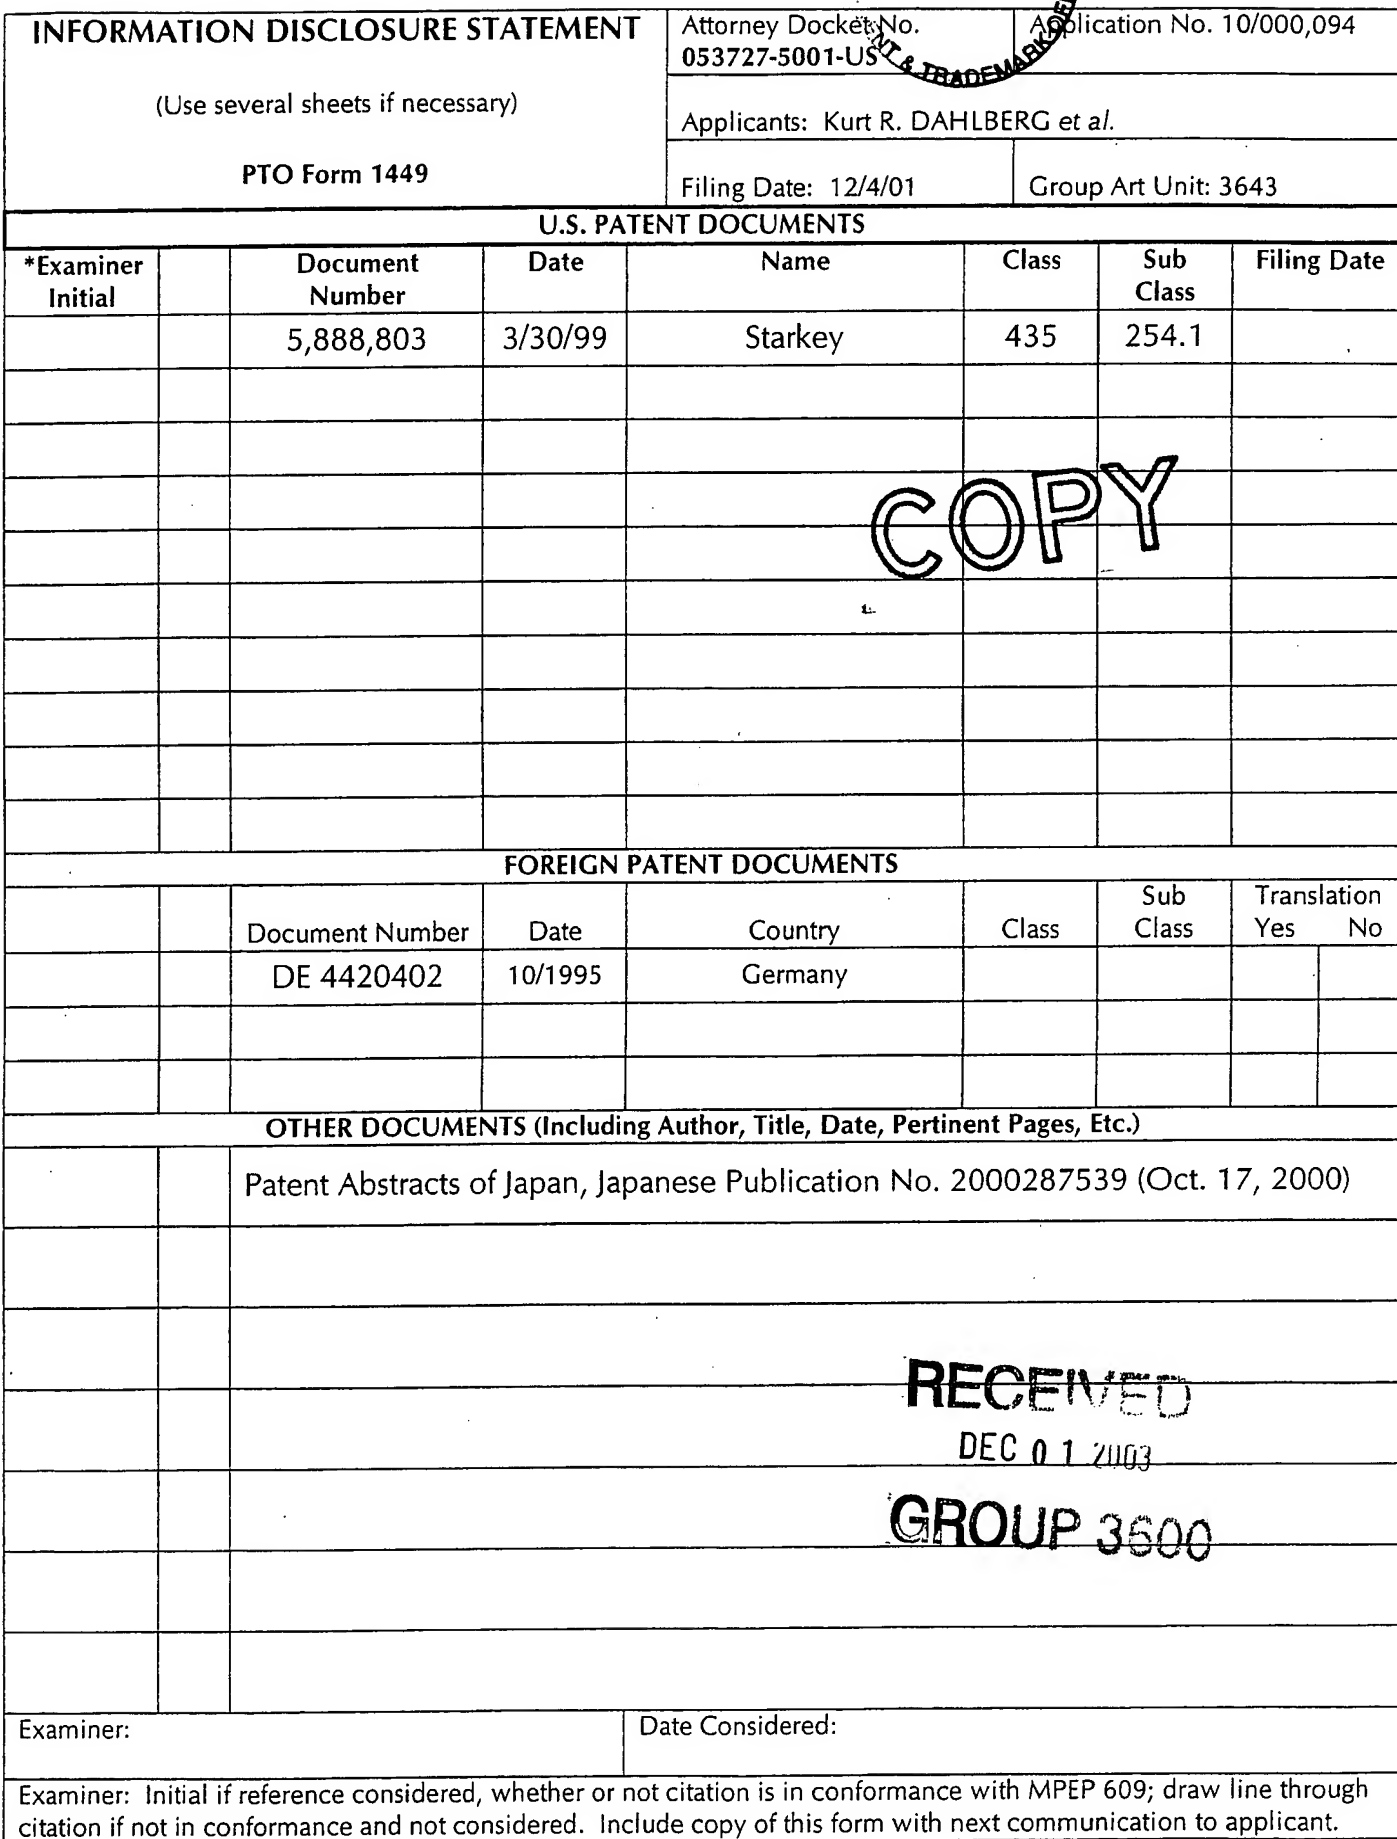 INFORMATION DISCLOSURE STATEMENT
(Use several sheets if necessary)
PTO Form 1449
Attorney Docket No.
053727-5001-US
Application No. 10/000,094
NT & TRADEMARK
Applicants: Kurt R. DAHLBERG et al.
Filing Date: 12/4/01
Group Art Unit: 3643
U.S. PATENT DOCUMENTS
*Examiner Initial Document Number Date Name Class Sub Class Filing Date
5,888,803 3/30/99 Starkey 435 254.1
COPY
FOREIGN PATENT DOCUMENTS
Document Number Date Country Class Sub Class Translation Yes No
DE 4420402 10/1995 Germany
OTHER DOCUMENTS (Including Author, Title, Date, Pertinent Pages, Etc.)
Patent Abstracts of Japan, Japanese Publication No. 2000287539 (Oct. 17, 2000)
RECEIVED
DEC 01 2003
GROUP 3600
Examiner:
Date Considered:
Examiner: Initial if reference considered, whether or not citation is in conformance with MPEP 609; draw line through
citation if not in conformance and not considered. Include copy of this form with next communication to applicant.